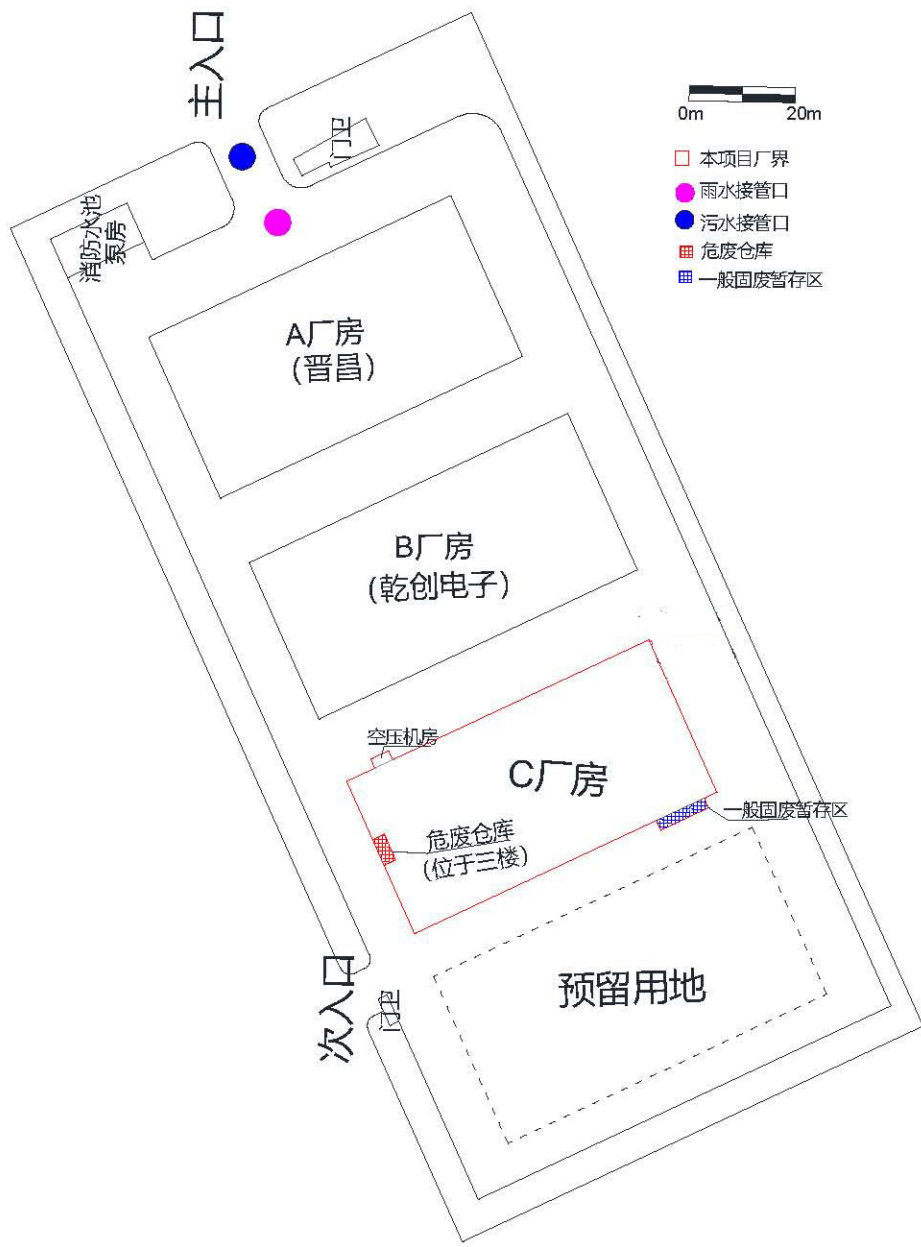 主入口
门卫
0m
20m
本项目厂界
雨水接管口
污水接管口
危废仓库
一般固废暂存区
消防水池
泵房
A厂房
(晋昌)
B厂房
(乾创电子)
空压机房
C厂房
一般固废暂存区
危废仓库
(位于三楼)
次入口
门卫
预留用地